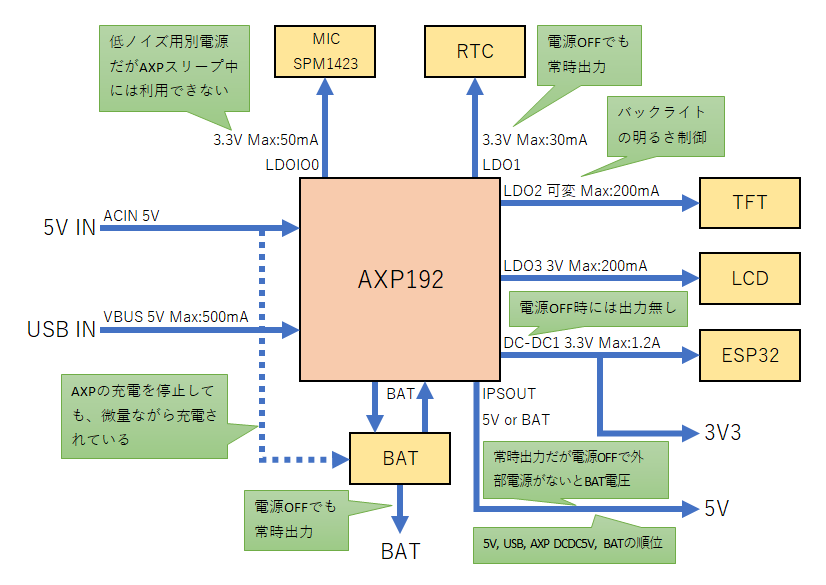 低ノイズ用別電源
だがAXPスリープ中
には利用できない
MIC
SPM1423
RTC
電源OFFでも
常時出力
バックライト
の明るさ制御
3.3V Max:50mA
LDOIO0
3.3V Max:30mA
LDO1
LDO2 可変 Max:200mA
TFT
5V IN
ACIN 5V
AXP192
LDO3 3V Max:200mA
LCD
電源OFF時には出力無し
USB IN
VBUS 5V Max:500mA
DC-DC1 3.3V Max:1.2A
ESP32
AXPの充電を停止して
も、微量ながら充電さ
れている
BAT
IPSOUT
5V or BAT
3V3
BAT
常時出力だが電源OFFで外
部電源がないとBAT電圧
電源OFFでも
常時出力
5V
BAT
5V, USB, AXP DCDC5V, BATの順位